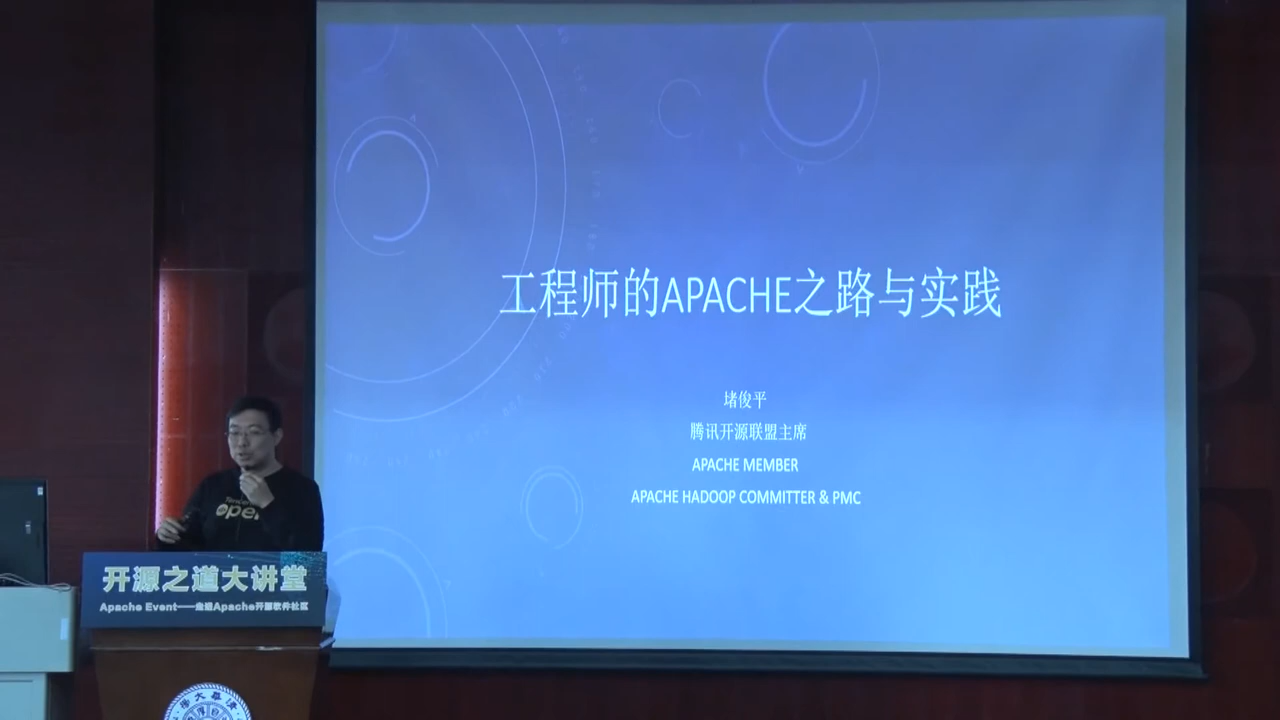 工程师的APACHE之路与实践
堵俊平
腾讯开源联盟主席
APACHE MEMBER
APACHE HADOOP COMMITTER & PMC
Tencent
Open
开源之道大讲堂
Apache Event——走进Apache开源软件社区